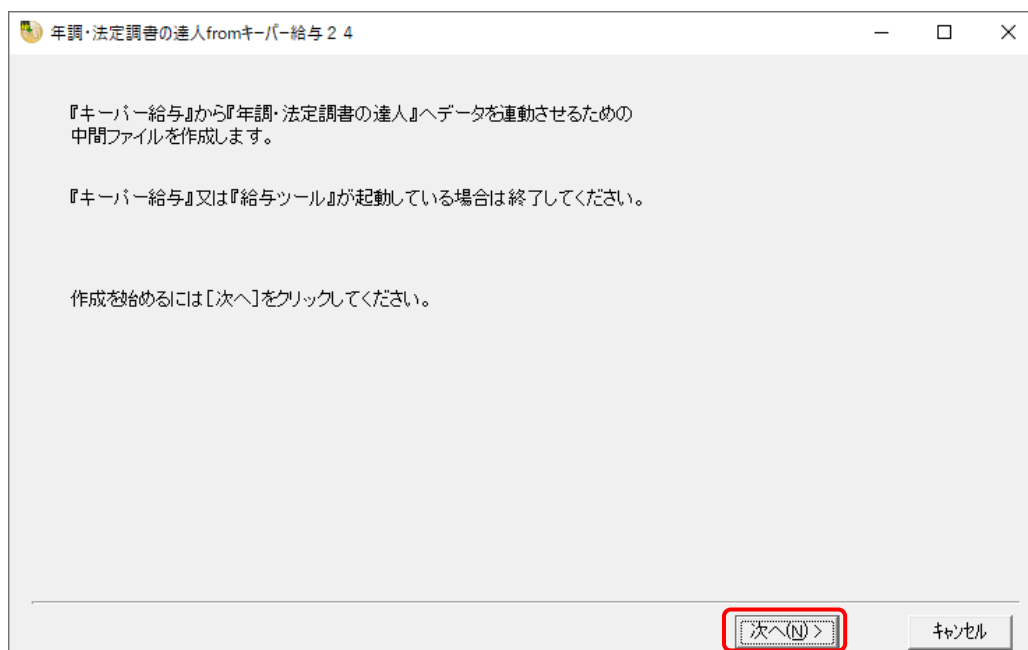 年調・法定調書の達人fromキーパー給与２４
『キーパー給与』から『年調・法定調書の達人』へデータを連動させるための
中間ファイルを作成します。
『キーパー給与』又は『給与ツール』が起動している場合は終了してください。
作成を始めるには[次へ]をクリックしてください。
次へ(N) >
キャンセル